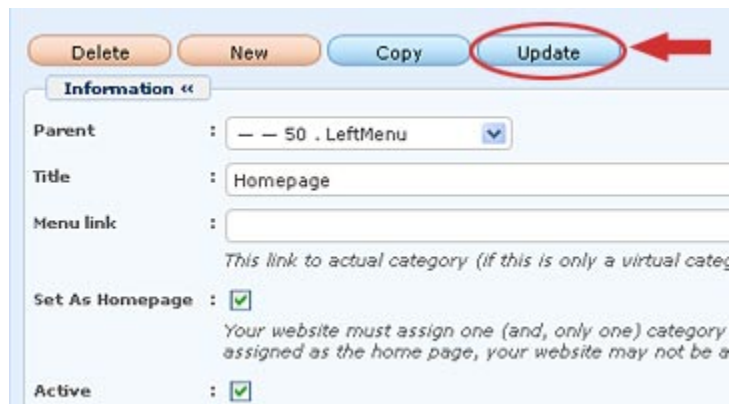 Delete New Copy Update
Information «
Parent : — — 50 . LeftMenu
Title : Homepage
Menu link :
This link to actual category (if this is only a virtual categ
Set As Homepage :
Your website must assign one (and, only one) category
assigned as the home page, your website may not be a
Active :